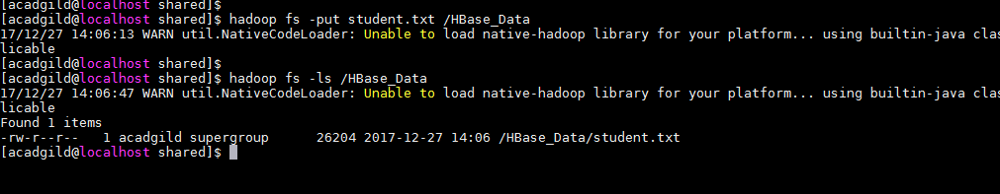 [acadgild@localhost shared]$
[acadgild@localhost shared]$ hadoop fs -put student.txt /HBase_Data
17/12/27 14:06:13 WARN util.NativeCodeLoader: Unable to load native-hadoop library for your platform... using builtin-java clas
licable
[acadgild@localhost shared]$
[acadgild@localhost shared]$ hadoop fs -ls /HBase_Data
17/12/27 14:06:47 WARN util.NativeCodeLoader: Unable to load native-hadoop library for your platform... using builtin-java clas
licable
Found 1 items
-rw-r--r--   1 acadgild supergroup      26204 2017-12-27 14:06 /HBase_Data/student.txt
[acadgild@localhost shared]$